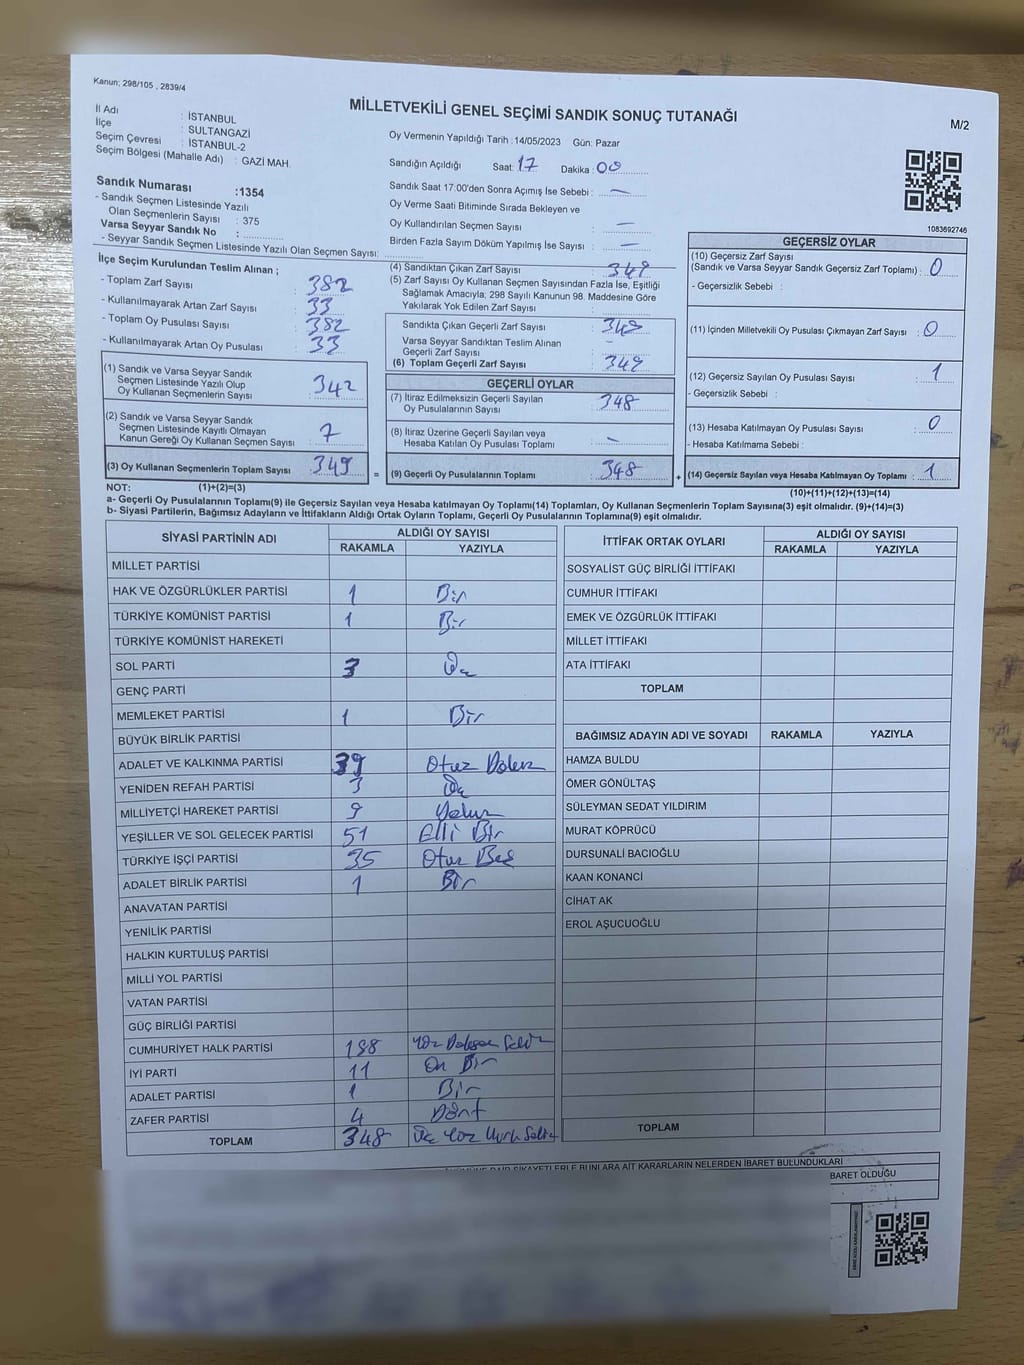 Kanun; 298/105 , 2839/4
MİLLETVEKİLİ GENEL SEÇİMİ SANDIK SONUÇ TUTANAĞI
M/2
İl Adı : İSTANBUL
İlçe : SULTANGAZİ
Seçim Çevresi : İSTANBUL-2
Seçim Bölgesi (Mahalle Adı) : GAZİ MAH.
Sandık Numarası :1354
- Sandık Seçmen Listesinde Yazılı
Olan Seçmenlerin Sayısı : 375
Varsa Seyyar Sandık No :
- Seyyar Sandık Seçmen Listesinde Yazılı Olan Seçmen Sayısı:
Oy Vermenin Yapıldığı Tarih :14/05/2023 Gün: Pazar
Sandığın Açıldığı Saat: 17 Dakika : 00
Sandık Saat 17:00'den Sonra Açımış İse Sebebi : —
Oy Verme Saati Bitiminde Sırada Bekleyen ve
Oy Kullandırılan Seçmen Sayısı : —
Birden Fazla Sayım Döküm Yapılmış İse Sayısı : —
1083692746
İlçe Seçim Kurulundan Teslim Alınan ;
- Toplam Zarf Sayısı : 382
- Kullanılmayarak Artan Zarf Sayısı : 33
- Toplam Oy Pusulası Sayısı : 382
- Kullanılmayarak Artan Oy Pusulası : 33
(1) Sandık ve Varsa Seyyar Sandık
Seçmen Listesinde Yazılı Olup
Oy Kullanan Seçmenlerin Sayısı : 342
(2) Sandık ve Varsa Seyyar Sandık
Seçmen Listesinde Kayıtlı Olmayan
Kanun Gereği Oy Kullanan Seçmen Sayısı : 7
(3) Oy Kullanan Seçmenlerin Toplam Sayısı : 349
(4) Sandıktan Çıkan Zarf Sayısı : 349
(5) Zarf Sayısı Oy Kullanan Seçmen Sayısından Fazla İse, Eşitliği
Sağlamak Amacıyla; 298 Sayılı Kanunun 98. Maddesine Göre
Yakılarak Yok Edilen Zarf Sayısı :
Sandıkta Çıkan Geçerli Zarf Sayısı : 349
Varsa Seyyar Sandıktan Teslim Alınan
Geçerli Zarf Sayısı : -
(6) Toplam Geçerli Zarf Sayısı : 349
GEÇERLİ OYLAR
(7) İtiraz Edilmeksizin Geçerli Sayılan
Oy Pusulalarının Sayısı : 348
(8) İtiraz Üzerine Geçerli Sayılan veya
Hesaba Katılan Oy Pusulası Toplamı : -
= (9) Geçerli Oy Pusulalarının Toplamı : 348
GEÇERSİZ OYLAR
(10) Geçersiz Zarf Sayısı
(Sandık ve Varsa Seyyar Sandık Geçersiz Zarf Toplamı) : 0
- Geçersizlik Sebebi :
(11) İçinden Milletvekili Oy Pusulası Çıkmayan Zarf Sayısı : 0
(12) Geçersiz Sayılan Oy Pusulası Sayısı : 1
- Geçersizlik Sebebi :
(13) Hesaba Katılmayan Oy Pusulası Sayısı : 0
- Hesaba Katılmama Sebebi :
+ (14) Geçersiz Sayılan veya Hesaba Katılmayan Oy Toplamı : 1
NOT: (1)+(2)=(3)
(10)+(11)+(12)+(13)=(14)
a- Geçerli Oy Pusulalarının Toplamı(9) ile Geçersiz Sayılan veya Hesaba katılmayan Oy Toplamı(14) Toplamları, Oy Kullanan Seçmenlerin Toplam Sayısına(3) eşit olmalıdır. (9)+(14)=(3)
b- Siyasi Partilerin, Bağımsız Adayların ve İttifakların Aldığı Ortak Oyların Toplamı, Geçerli Oy Pusulalarının Toplamına(9) eşit olmalıdır.
SİYASİ PARTİNİN ADI ALDIĞI OY SAYISI
RAKAMLA YAZIYLA
MİLLET PARTİSİ
HAK VE ÖZGÜRLÜKLER PARTİSİ 1 Bir
TÜRKİYE KOMÜNİST PARTİSİ 1 Bir
TÜRKİYE KOMÜNİST HAREKETİ
SOL PARTİ 3 Üç
GENÇ PARTİ
MEMLEKET PARTİSİ 1 Bir
BÜYÜK BİRLİK PARTİSİ
ADALET VE KALKINMA PARTİSİ 39 Otuz Dokuz
YENİDEN REFAH PARTİSİ 3 Üç
MİLLİYETÇİ HAREKET PARTİSİ 9 Dokuz
YEŞİLLER VE SOL GELECEK PARTİSİ 51 Elli Bir
TÜRKİYE İŞÇİ PARTİSİ 35 Otuz Beş
ADALET BİRLİK PARTİSİ 1 Bir
ANAVATAN PARTİSİ
YENİLİK PARTİSİ
HALKIN KURTULUŞ PARTİSİ
MİLLİ YOL PARTİSİ
VATAN PARTİSİ
GÜÇ BİRLİĞİ PARTİSİ
CUMHURİYET HALK PARTİSİ 188 Yüz Seksen Sekiz
İYİ PARTİ 11 On Bir
ADALET PARTİSİ 1 Bir
ZAFER PARTİSİ 4 Dört
TOPLAM 348 Üç Yüz Kırk Sekiz
İTTİFAK ORTAK OYLARI ALDIĞI OY SAYISI
RAKAMLA YAZIYLA
SOSYALİST GÜÇ BİRLİĞİ İTTİFAKI
CUMHUR İTTİFAKI
EMEK VE ÖZGÜRLÜK İTTİFAKI
MİLLET İTTİFAKI
ATA İTTİFAKI
TOPLAM
BAĞIMSIZ ADAYIN ADI VE SOYADI RAKAMLA YAZIYLA
HAMZA BULDU
ÖMER GÖNÜLTAŞ
SÜLEYMAN SEDAT YILDIRIM
MURAT KÖPRÜCÜ
DURSUNALİ BACIOĞLU
KAAN KONANCİ
CİHAT AK
EROL AŞUCUOĞLU
TOPLAM
ŞİKAYETLERLE BUNLARA AİT KARARLARIN NELERDEN İBARET BULUNDUKLARI
BARET OLDUĞU